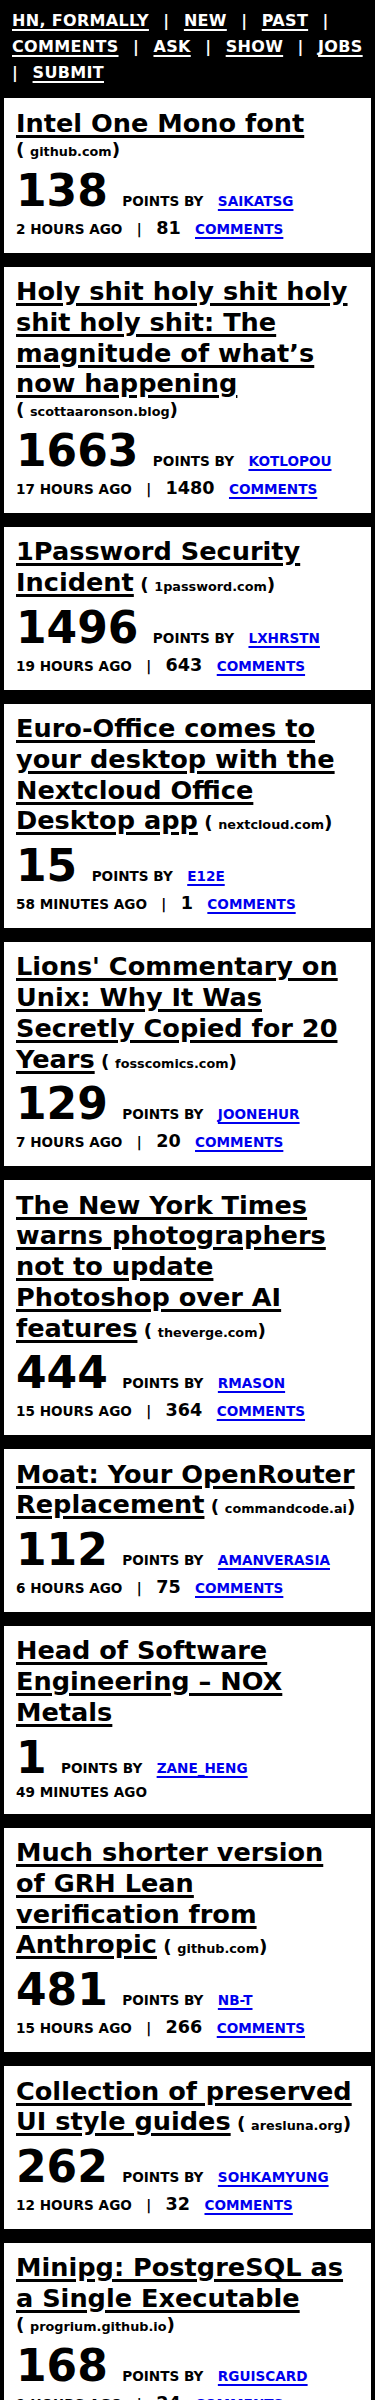 HN, FORMALLY | NEW | PAST |
COMMENTS | ASK | SHOW | JOBS
| SUBMIT
Intel One Mono font
( github.com)
138 POINTS BY SAIKATSG
2 HOURS AGO | 81 COMMENTS
Holy shit holy shit holy
shit holy shit: The
magnitude of what’s
now happening
( scottaaronson.blog)
1663 POINTS BY KOTLOPOU
17 HOURS AGO | 1480 COMMENTS
1Password Security
Incident ( 1password.com)
1496 POINTS BY LXHRSTN
19 HOURS AGO | 643 COMMENTS
Euro-Office comes to
your desktop with the
Nextcloud Office
Desktop app ( nextcloud.com)
15 POINTS BY E12E
58 MINUTES AGO | 1 COMMENTS
Lions' Commentary on
Unix: Why It Was
Secretly Copied for 20
Years ( fosscomics.com)
129 POINTS BY JOONEHUR
7 HOURS AGO | 20 COMMENTS
The New York Times
warns photographers
not to update
Photoshop over AI
features ( theverge.com)
444 POINTS BY RMASON
15 HOURS AGO | 364 COMMENTS
Moat: Your OpenRouter
Replacement ( commandcode.ai)
112 POINTS BY AMANVERASIA
6 HOURS AGO | 75 COMMENTS
Head of Software
Engineering – NOX
Metals
1 POINTS BY ZANE_HENG
49 MINUTES AGO
Much shorter version
of GRH Lean
verification from
Anthropic ( github.com)
481 POINTS BY NB-T
15 HOURS AGO | 266 COMMENTS
Collection of preserved
UI style guides ( aresluna.org)
262 POINTS BY SOHKAMYUNG
12 HOURS AGO | 32 COMMENTS
Minipg: PostgreSQL as
a Single Executable
( progrium.github.io)
168 POINTS BY RGUISCARD